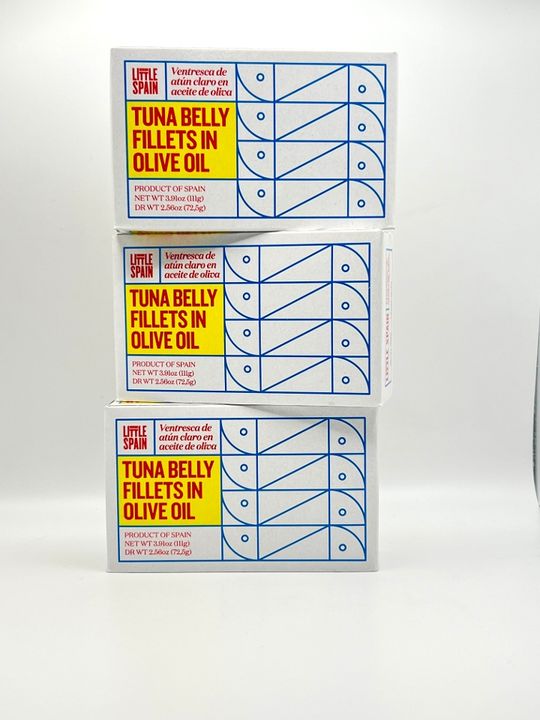 LITTLE
SPAIN
Ventresca de
atún claro en
aceite de oliva
TUNA BELLY
FILLETS IN
OLIVE OIL
PRODUCT OF SPAIN
NET WT 3.91oz (111g)
DR WT 2.56oz (72,5g)
LITTLE
SPAIN
Ventresca de
atún claro en
aceite de oliva
TUNA BELLY
FILLETS IN
OLIVE OIL
PRODUCT OF SPAIN
NET WT 3.91oz (111g)
DR WT 2.56oz (72,5g)
LITTLE SPAIN
LITTLE
SPAIN
Ventresca de
atún claro en
aceite de oliva
TUNA BELLY
FILLETS IN
OLIVE OIL
PRODUCT OF SPAIN
NET WT 3.91oz (111g)
DR WT 2.56oz (72,5g)